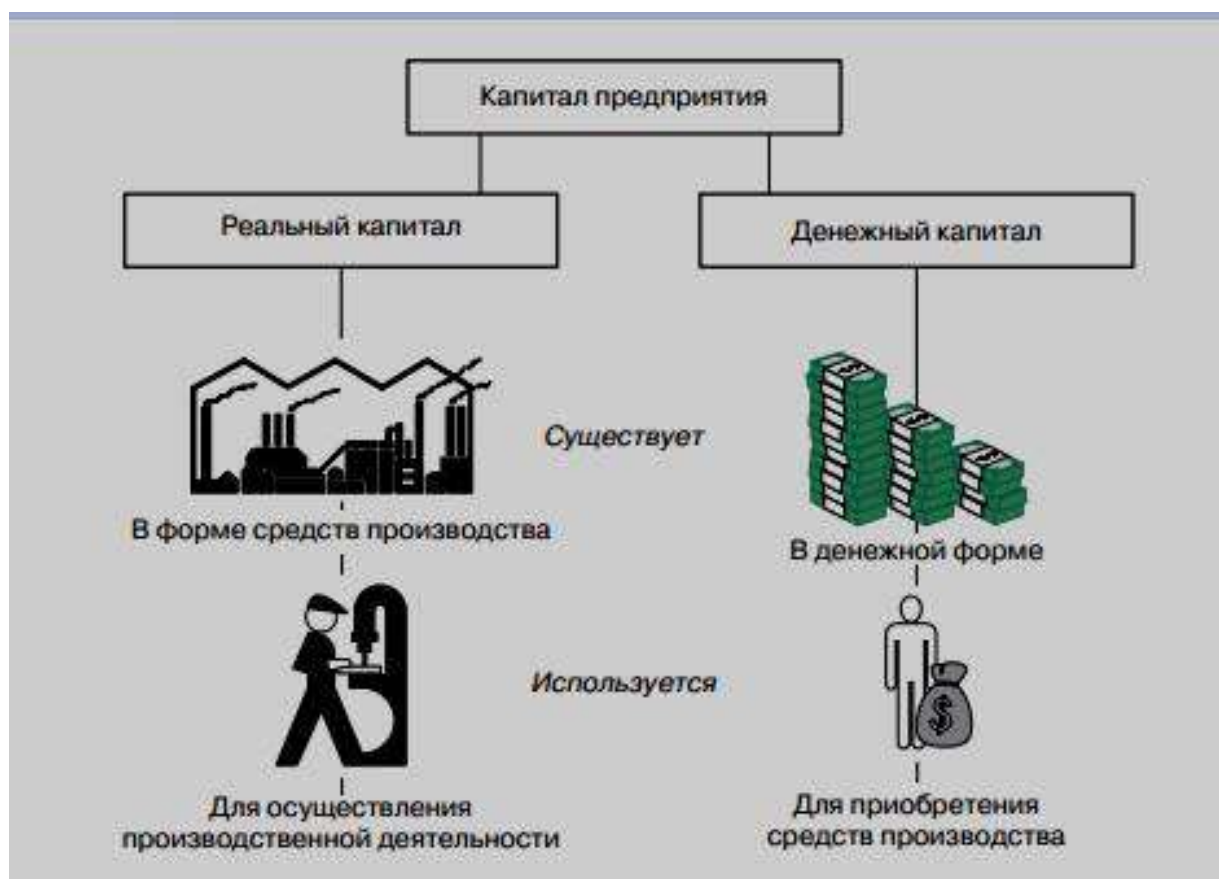 Капитал предприятия
Реальный капитал
Денежный капитал
Существует
В форме средств производства
В денежной форме
Используется
Для осуществления
производственной деятельности
Для приобретения
средств производства
$